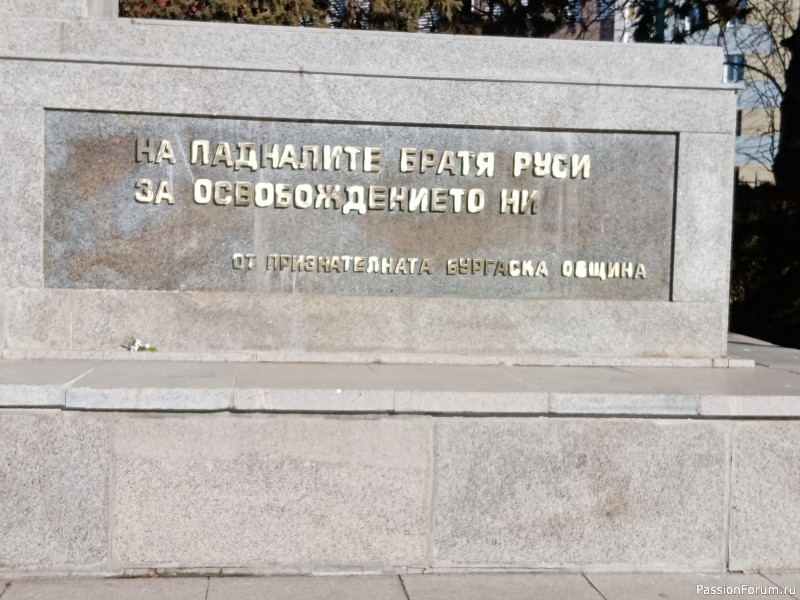 НА ПАДНАЛИТЕ БРАТЯ РУСИ
ЗА ОСВОБОЖДЕНИЕТО НИ
ОТ ПРИЗНАТЕЛНАТА БУРГАСКА ОБЩИНА
PassionForum.ru